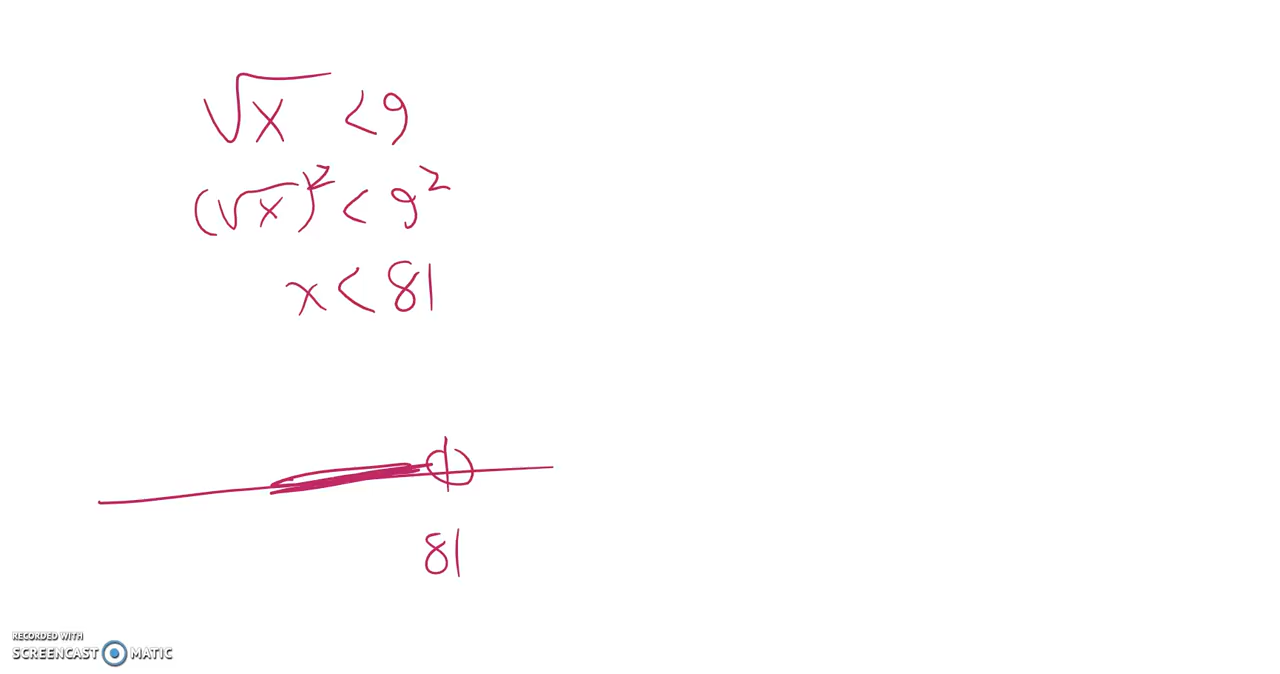 √x < 9
(√x)² < 9²
x < 81
81
RECORDED WITH
SCREENCAST MATIC